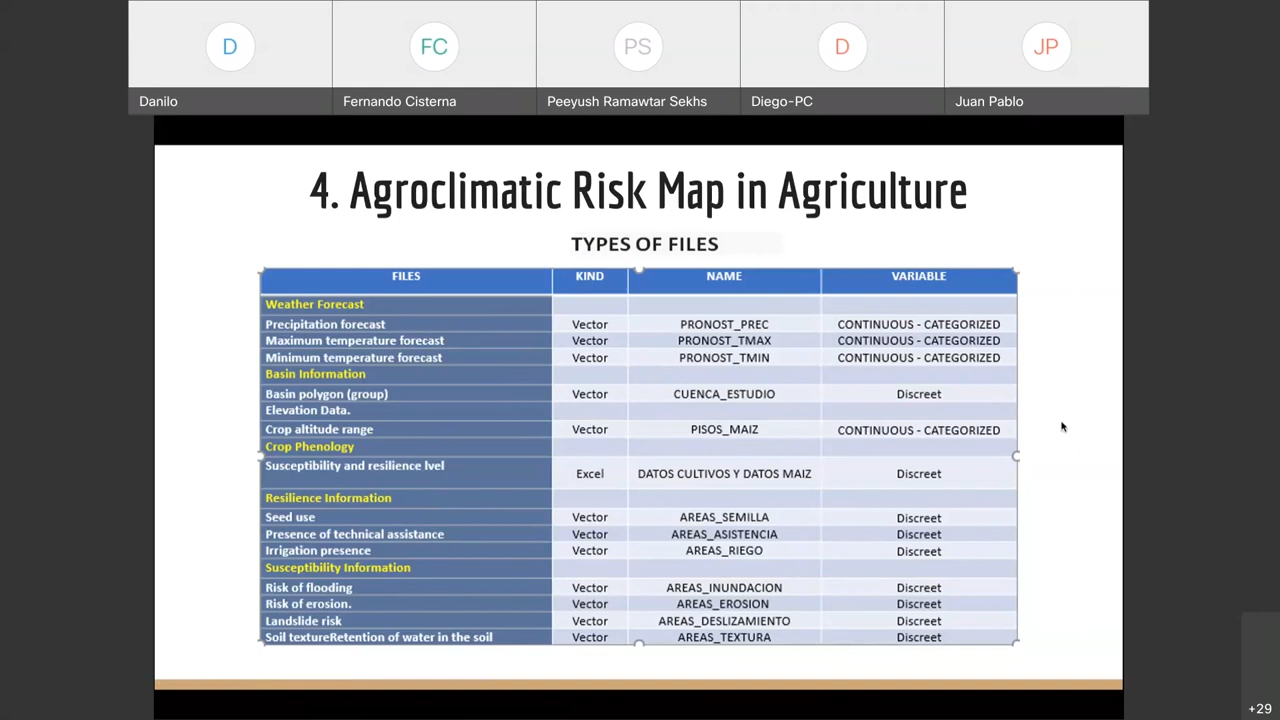 D FC PS D JP
Danilo Fernando Cisterna Peeyush Ramawtar Sekhs Diego-PC Juan Pablo
4. Agroclimatic Risk Map in Agriculture
TYPES OF FILES
FILES KIND NAME VARIABLE
Weather Forecast
Precipitation forecast Vector PRONOST_PREC CONTINUOUS - CATEGORIZED
Maximum temperature forecast Vector PRONOST_TMAX CONTINUOUS - CATEGORIZED
Minimum temperature forecast Vector PRONOST_TMIN CONTINUOUS - CATEGORIZED
Basin Information
Basin polygon (group) Vector CUENCA_ESTUDIO Discreet
Elevation Data.
Crop altitude range Vector PISOS_MAIZ CONTINUOUS - CATEGORIZED
Crop Phenology
Susceptibility and resilience lvel Excel DATOS CULTIVOS Y DATOS MAIZ Discreet
Resilience Information
Seed use Vector AREAS_SEMILLA Discreet
Presence of technical assistance Vector AREAS_ASISTENCIA Discreet
Irrigation presence Vector AREAS_RIEGO Discreet
Susceptibility Information
Risk of flooding Vector AREAS_INUNDACION Discreet
Risk of erosion. Vector AREAS_EROSION Discreet
Landslide risk Vector AREAS_DESLIZAMIENTO Discreet
Soil textureRetention of water in the soil Vector AREAS_TEXTURA Discreet
+29